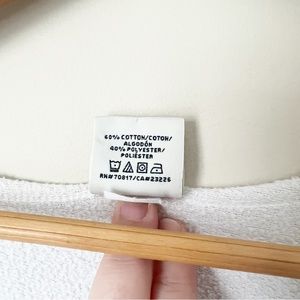 60% COTTON/COTON/
ALGODÓN
40% POLYESTER/
POLIÉSTER
RN#70817/CA#23226